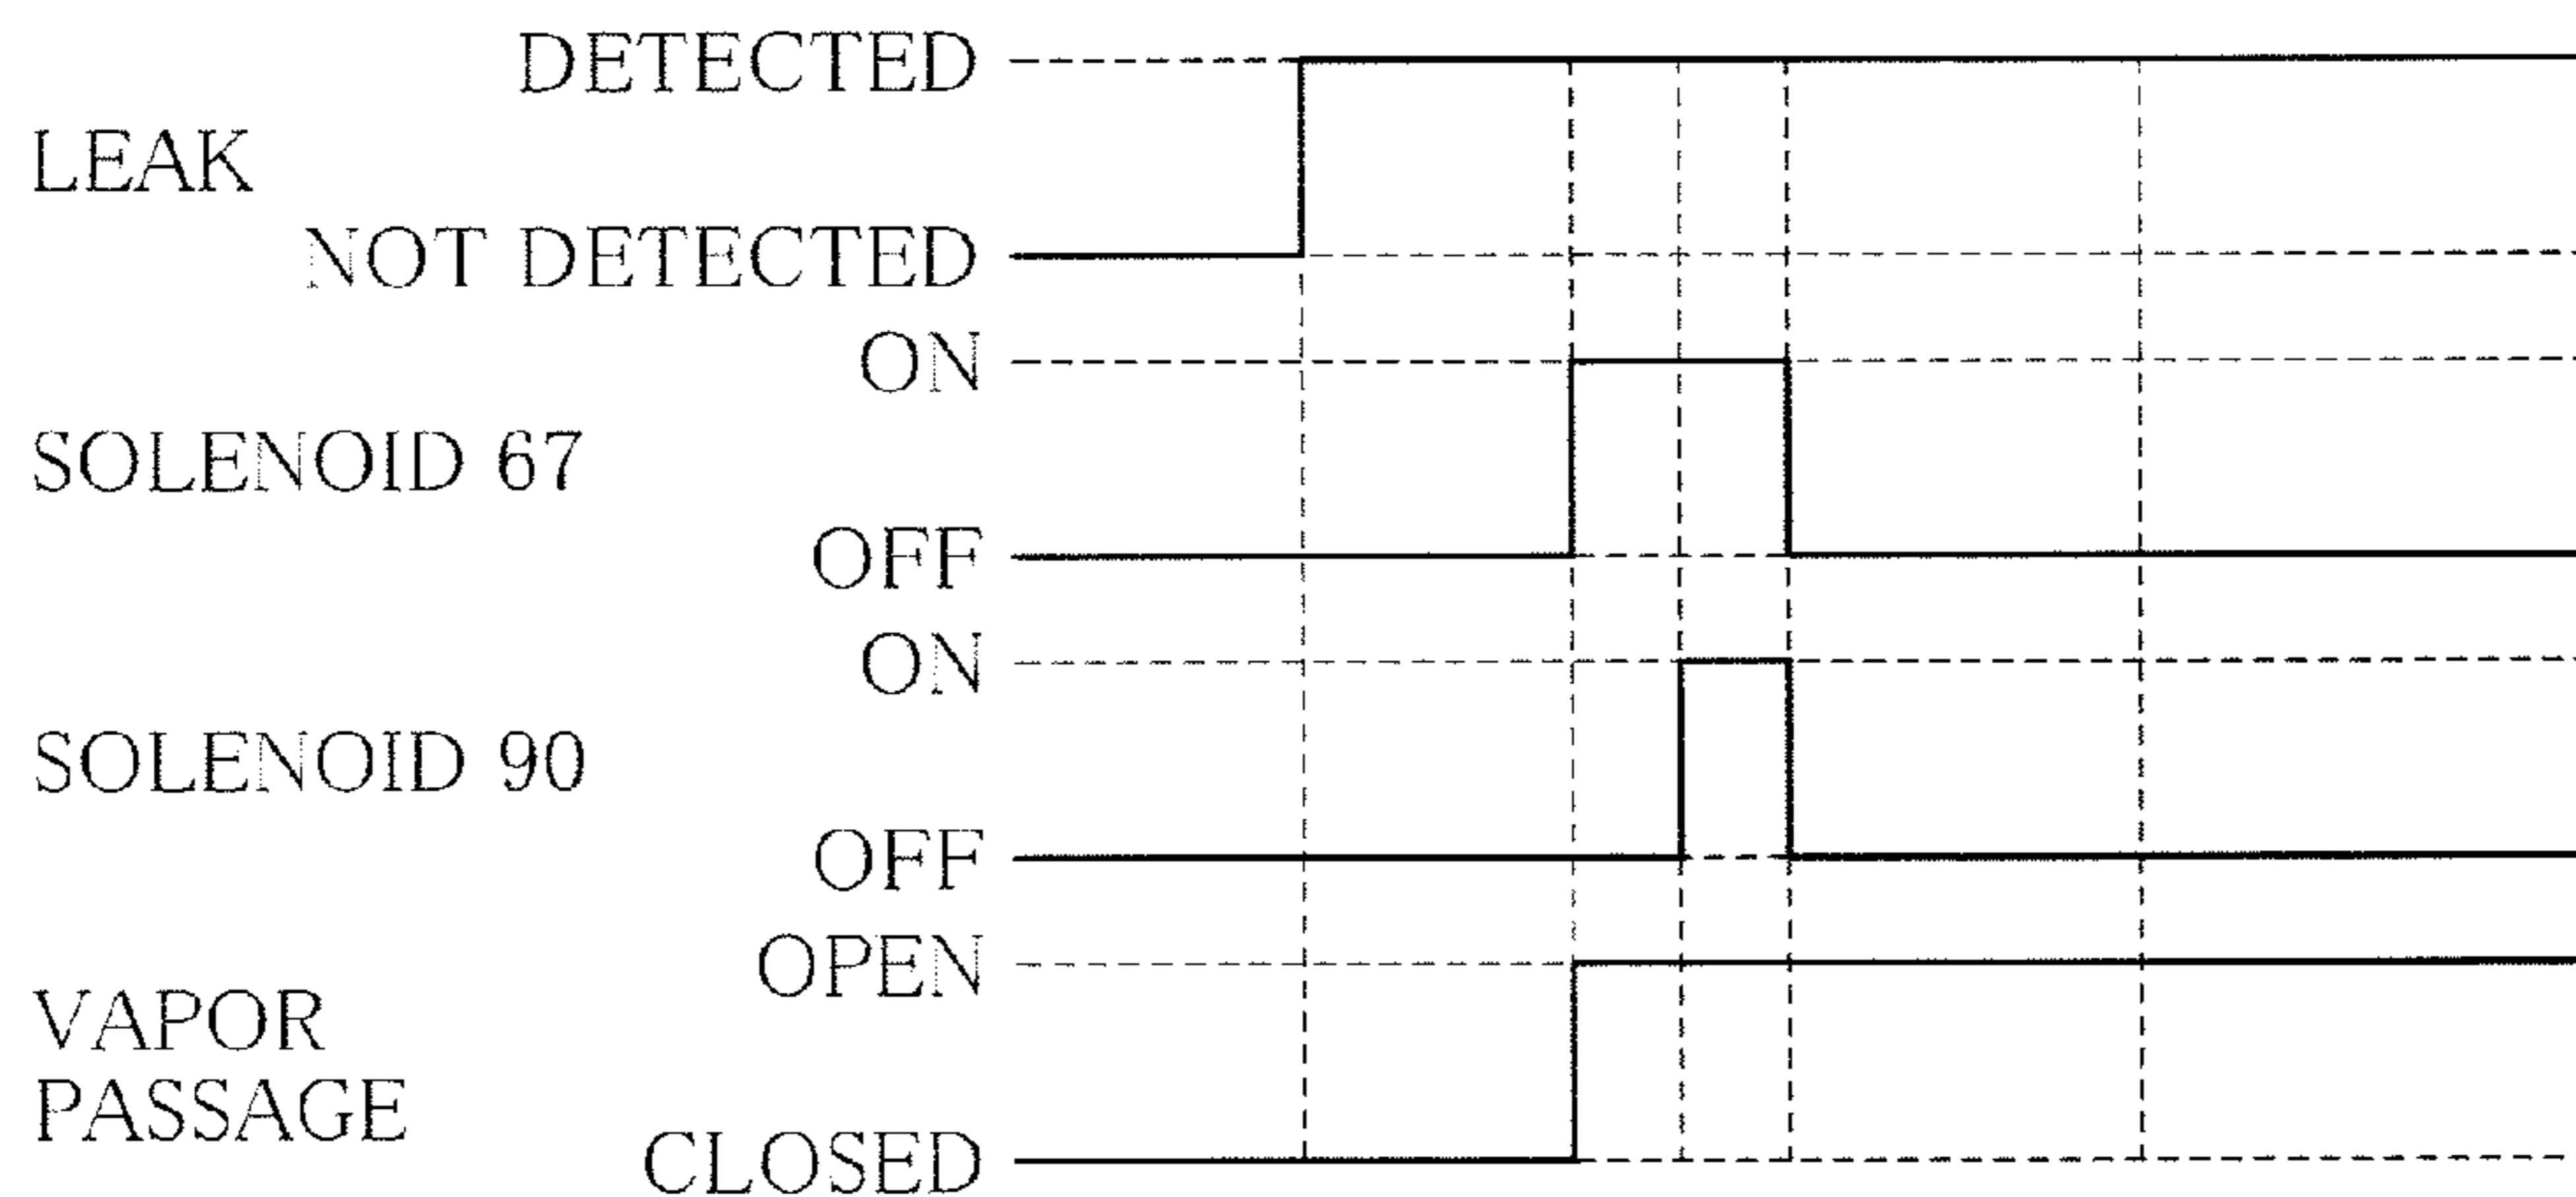 DETECTED
LEAK
NOT DETECTED
ON
SOLENOID 67
OFF
ON
SOLENOID 90
OFF
OPEN
VAPOR
PASSAGE
CLOSED